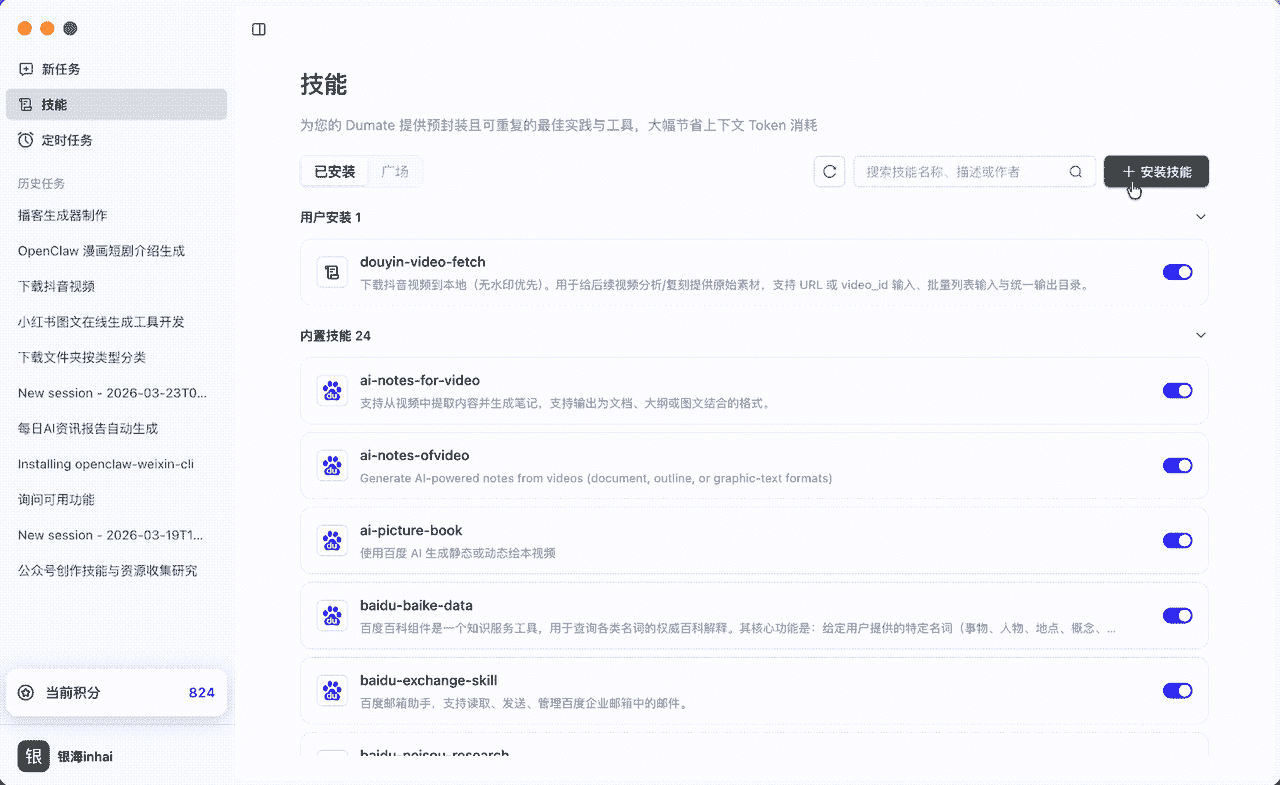 新任务
技能
定时任务
历史任务
播客生成器制作
OpenClaw 漫画短剧介绍生成
下载抖音视频
小红书图文在线生成工具开发
下载文件夹按类型分类
New session - 2026-03-23T0...
每日AI资讯报告自动生成
Installing openclaw-weixin-cli
询问可用功能
New session - 2026-03-19T1...
公众号创作技能与资源收集研究
当前积分 824
银 银海inhai
技能
为您的 Dumate 提供预封装且可重复的最佳实践与工具，大幅节省上下文 Token 消耗
已安装 广场 搜索技能名称、描述或作者 安装技能
用户安装 1
douyin-video-fetch
下载抖音视频到本地（无水印优先）。用于给后续视频分析/复刻提供原始素材，支持 URL 或 video_id 输入、批量列表输入与统一输出目录。
内置技能 24
du
ai-notes-for-video
支持从视频中提取内容并生成笔记，支持输出为文档、大纲或图文结合的格式。
du
ai-notes-ofvideo
Generate AI-powered notes from videos (document, outline, or graphic-text formats)
du
ai-picture-book
使用百度 AI 生成静态或动态绘本视频
du
baidu-baike-data
百度百科组件是一个知识服务工具，用于查询各类名词的权威百科解释。其核心功能是：给定用户提供的特定名词（事物、人物、地点、概念、...
du
baidu-exchange-skill
百度邮箱助手，支持读取、发送、管理百度企业邮箱中的邮件。